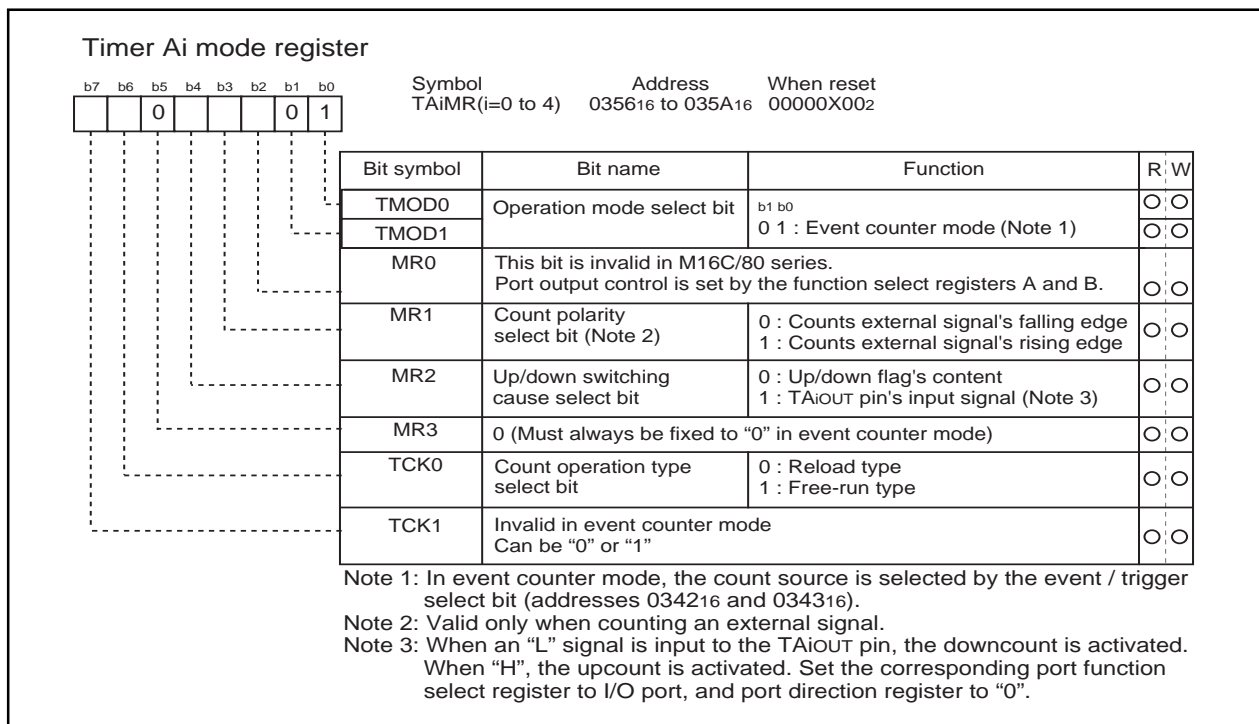 Timer Ai mode register
b7 b6 b5 b4 b3 b2 b1 b0
0 0 1
Symbol Address When reset
TAiMR(i=0 to 4) 035616 to 035A16 00000X002
Bit symbol Bit name Function R W
TMOD0 Operation mode select bit b1 b0
TMOD1 0 1 : Event counter mode (Note 1)
MR0 This bit is invalid in M16C/80 series.
Port output control is set by the function select registers A and B.
MR1 Count polarity 0 : Counts external signal's falling edge
select bit (Note 2) 1 : Counts external signal's rising edge
MR2 Up/down switching 0 : Up/down flag's content
cause select bit 1 : TAiOUT pin's input signal (Note 3)
MR3 0 (Must always be fixed to “0” in event counter mode)
TCK0 Count operation type 0 : Reload type
select bit 1 : Free-run type
TCK1 Invalid in event counter mode
Can be “0” or “1”
Note 1: In event counter mode, the count source is selected by the event / trigger
select bit (addresses 034216 and 034316).
Note 2: Valid only when counting an external signal.
Note 3: When an “L” signal is input to the TAiOUT pin, the downcount is activated.
When “H”, the upcount is activated. Set the corresponding port function
select register to I/O port, and port direction register to “0”.